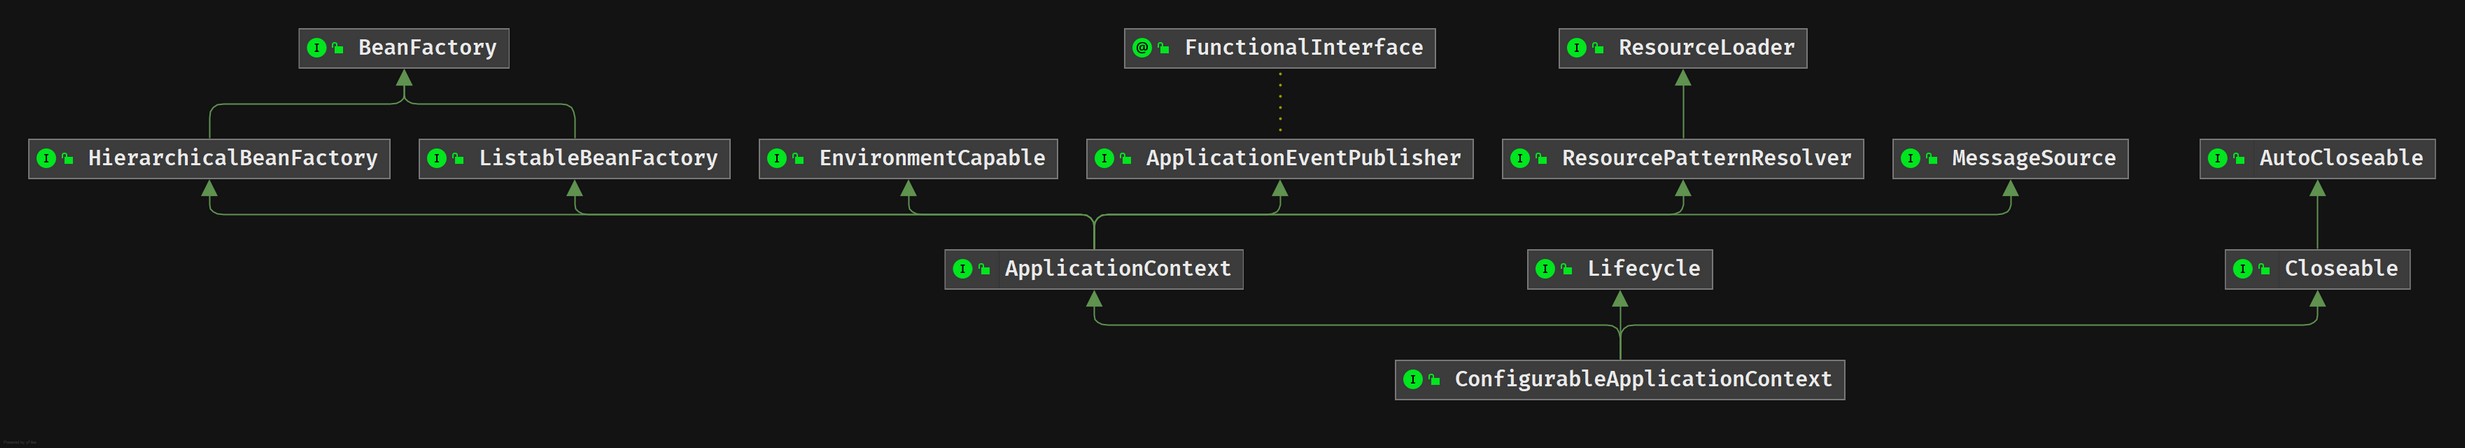 BeanFactory
FunctionalInterface
ResourceLoader
HierarchicalBeanFactory
ListableBeanFactory
EnvironmentCapable
ApplicationEventPublisher
ResourcePatternResolver
MessageSource
AutoCloseable
ApplicationContext
Lifecycle
Closeable
ConfigurableApplicationContext